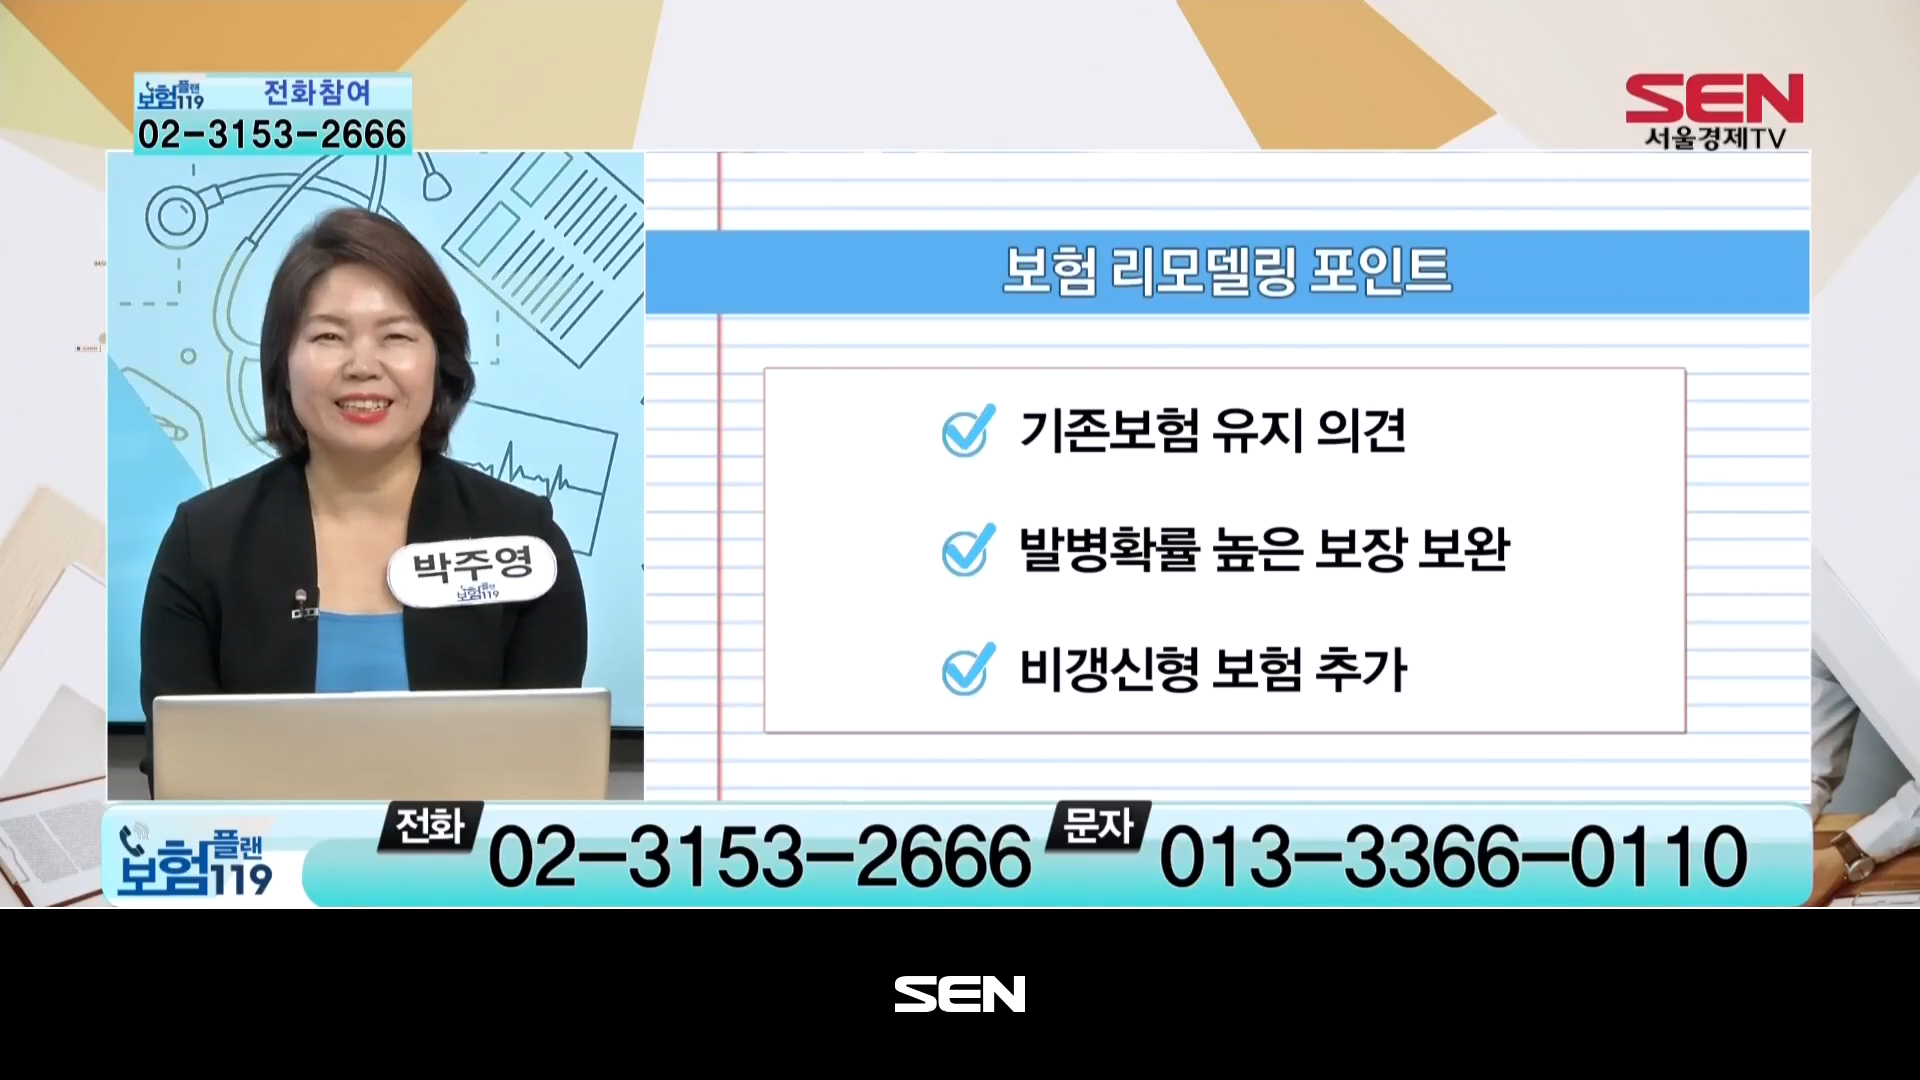 보험플랜119 전화참여
02-3153-2666
SEN
서울경제TV
보험 리모델링 포인트
기존보험 유지 의견
발병확률 높은 보장 보완
비갱신형 보험 추가
박주영
보험플랜119
보험플랜119
전화 02-3153-2666 문자 013-3366-0110
SEN